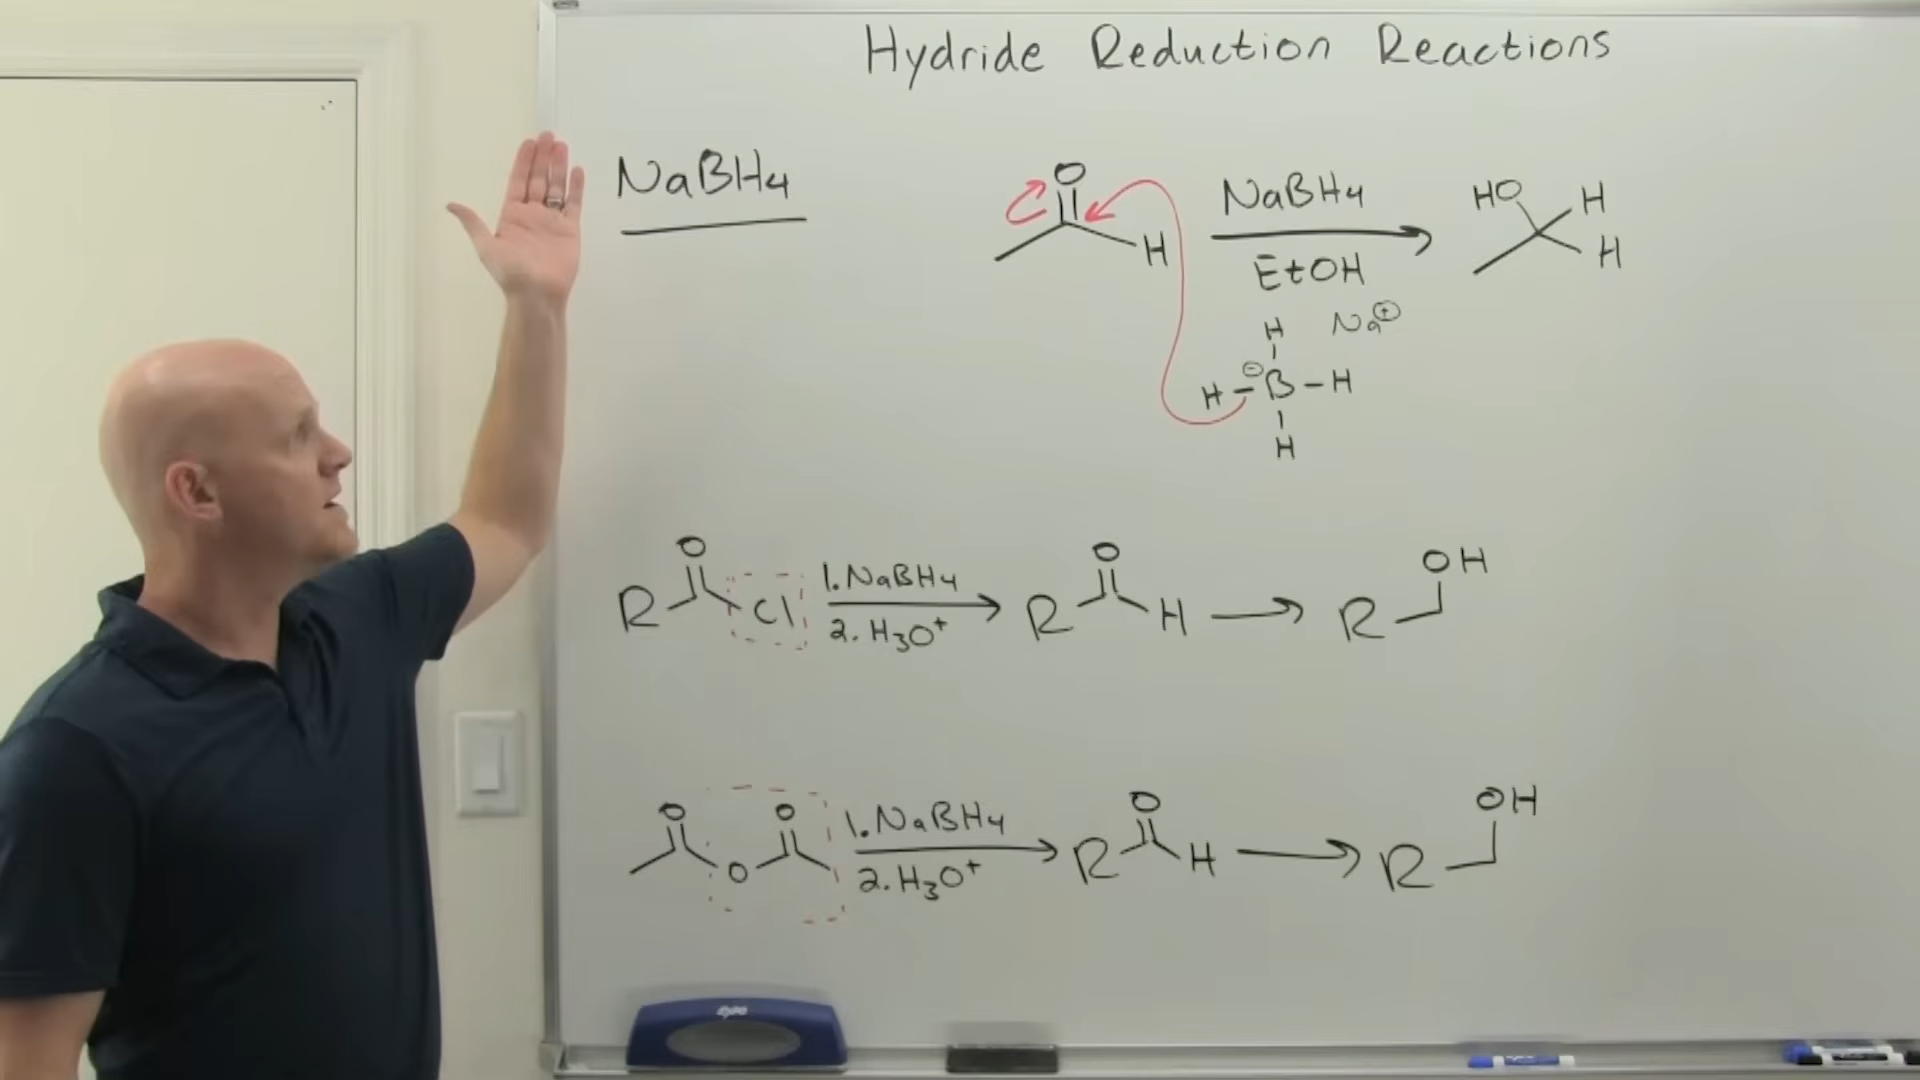 Hydride Reduction Reactions
NaBH₄
O
H
NaBH₄
EtOH
HO H
H
Na⊕
H
H-⊖B-H
H
O
R Cl
1. NaBH₄
2. H₃O⁺
O
R H
OH
R
O O
O
1. NaBH₄
2. H₃O⁺
O
R H
OH
R
expo